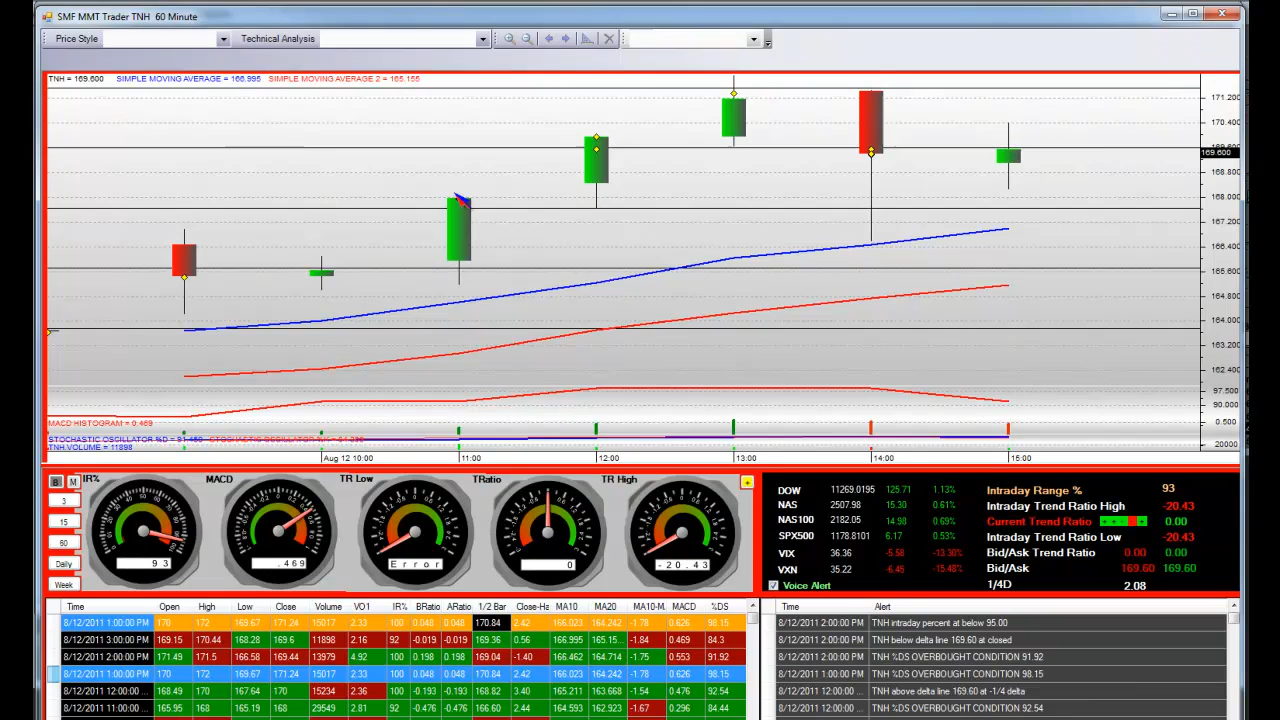 SMF MMT Trader TNH 60 Minute
Price Style Technical Analysis
TNH = 169.600 SIMPLE MOVING AVERAGE = 166.995 SIMPLE MOVING AVERAGE 2 = 165.155
171.200
170.400
169.600
168.800
168.000
167.200
166.400
165.600
164.800
164.000
163.200
162.400
97.500
90.000
MACD HISTOGRAM = 0.469
0.500
TNH.VOLUME = 11898
20000
Aug 12 10:00 11:00 12:00 13:00 14:00 15:00
B M IR% MACD TR Low TRatio TR High
3
15
60
Daily
Week
93 .469 Error 0 -20.43
DOW 11269.0195 125.71 1.13%
NAS 2507.98 15.30 0.61%
NAS100 2182.05 14.98 0.69%
SPX500 1178.8101 6.17 0.53%
VIX 36.36 -5.58 -13.30%
VXN 35.22 -6.45 -15.48%
Voice Alert
Intraday Range % 93
Intraday Trend Ratio High -20.43
Current Trend Ratio 0.00
Intraday Trend Ratio Low -20.43
Bid/Ask Trend Ratio 0.00 0.00
Bid/Ask 169.60 169.60
1/4D 2.08
Time Open High Low Close Volume VO1 IR% BRatio ARatio 1/2 Bar Close-Ha MA10 MA20 MA10-M. MACD %DS
8/12/2011 1:00:00 PM 170 172 169.67 171.24 15017 2.33 100 0.048 0.048 170.84 2.42 166.023 164.242 -1.78 0.626 98.15
8/12/2011 3:00:00 PM 169.15 170.44 168.28 169.6 11898 2.16 92 -0.019 -0.019 169.36 0.56 166.995 165.15... -1.84 0.469 84.3
8/12/2011 2:00:00 PM 171.49 171.5 166.56 169.44 13979 4.92 100 0.198 0.198 169.04 -1.40 166.462 164.714 -1.75 0.553 91.92
8/12/2011 1:00:00 PM 170 172 169.67 171.24 15017 2.33 100 0.048 0.048 170.84 2.42 166.023 164.242 -1.78 0.626 98.15
8/12/2011 12:00:00 ... 168.49 170 167.64 170 15234 2.36 100 -0.193 -0.193 168.82 3.40 165.211 163.668 -1.54 0.476 92.54
8/12/2011 11:00:00 ... 165.95 168 165.19 168 29549 2.81 100 -0.476 -0.476 166.60 2.44 164.593 162.923 -1.67 0.296 84.44
Time Alert
8/12/2011 2:00:00 PM TNH intraday percent at below 95.00
8/12/2011 2:00:00 PM TNH below delta line 169.60 at closed
8/12/2011 2:00:00 PM TNH %DS OVERBOUGHT CONDITION 91.92
8/12/2011 1:00:00 PM TNH %DS OVERBOUGHT CONDITION 98.15
8/12/2011 12:00:00 ... TNH above delta line 169.60 at -1/4 delta
8/12/2011 12:00:00 ... TNH %DS OVERBOUGHT CONDITION 92.54